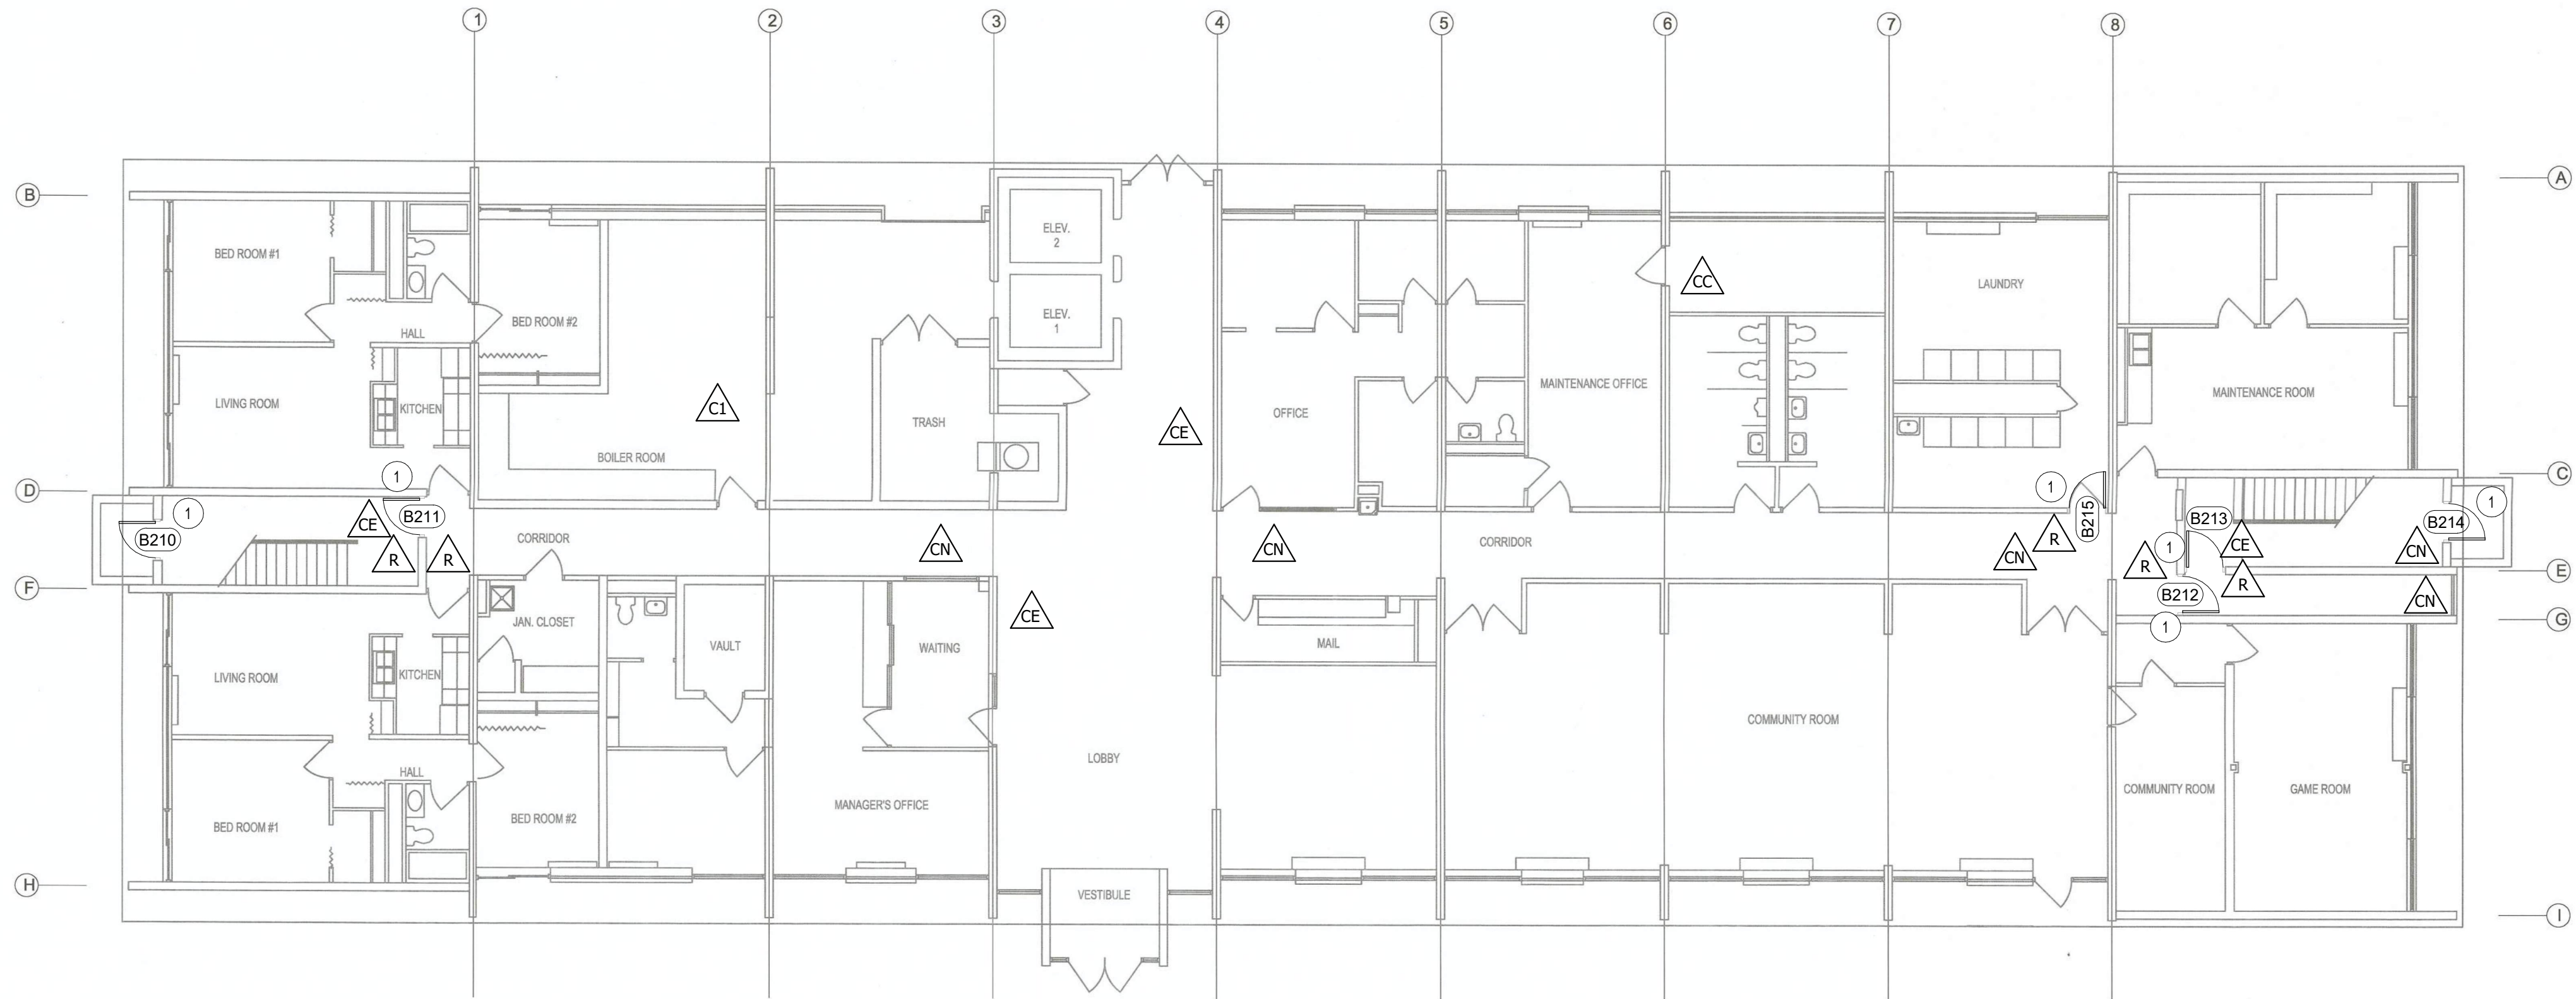 1
2
3
4
5
6
7
8
B
A
BED ROOM #1
ELEV.
2
ELEV.
1
CC
LAUNDRY
BED ROOM #2
HALL
MAINTENANCE OFFICE
MAINTENANCE ROOM
LIVING ROOM
KITCHEN
C1
TRASH
CE
OFFICE
BOILER ROOM
D
C
1
1
1
1
CE
B211
B210
B215
B213
B214
R
R
CORRIDOR
CN
CN
CORRIDOR
CN
R
1
R
CE
CN
F
E
R
B212
CN
G
1
JAN. CLOSET
CE
VAULT
WAITING
MAIL
LIVING ROOM
KITCHEN
COMMUNITY ROOM
LOBBY
HALL
MANAGER'S OFFICE
COMMUNITY ROOM
GAME ROOM
BED ROOM #1
BED ROOM #2
H
VESTIBULE
I